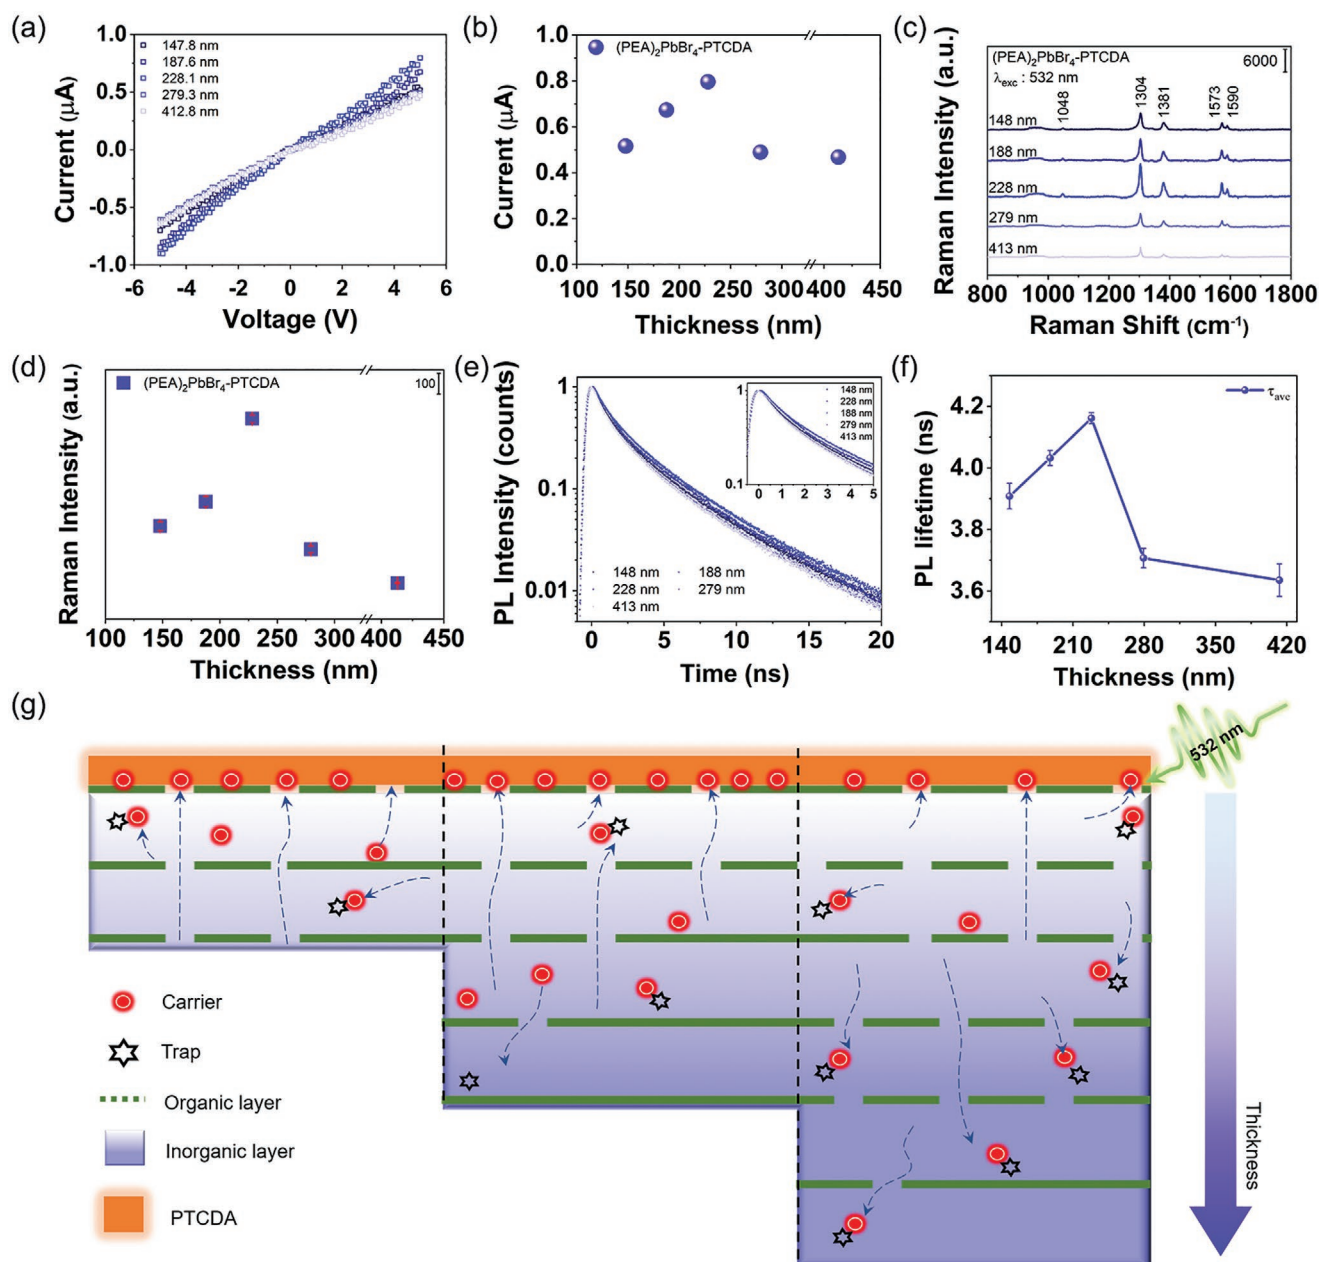 (a)
1.0
0.5
0.0
-0.5
-1.0
Current (μA)
147.8 nm
187.6 nm
228.1 nm
279.3 nm
412.8 nm
-6 -4 -2 0 2 4 6
Voltage (V)
(b)
1.0
0.8
0.6
0.4
0.2
0.0
Current (μA)
(PEA)₂PbBr₄-PTCDA
100 150 200 250 300 400 450
Thickness (nm)
(c)
Raman Intensity (a.u.)
(PEA)₂PbBr₄-PTCDA
6000
λexc : 532 nm
1048
1304
1381
1573
1590
148 nm
188 nm
228 nm
279 nm
413 nm
800 1000 1200 1400 1600 1800
Raman Shift (cm⁻¹)
(d)
Raman Intensity (a.u.)
(PEA)₂PbBr₄-PTCDA
100
100 150 200 250 300 400 450
Thickness (nm)
(e)
PL Intensity (counts)
1
0.1
0.01
1
0.1
148 nm
228 nm
188 nm
279 nm
413 nm
0 1 2 3 4 5
148 nm 188 nm
228 nm 279 nm
413 nm
0 5 10 15 20
Time (ns)
(f)
PL lifetime (ns)
4.2
4.0
3.8
3.6
τave
140 210 280 350 420
Thickness (nm)
(g)
532 nm
Carrier
Trap
Organic layer
Inorganic layer
PTCDA
Thickness